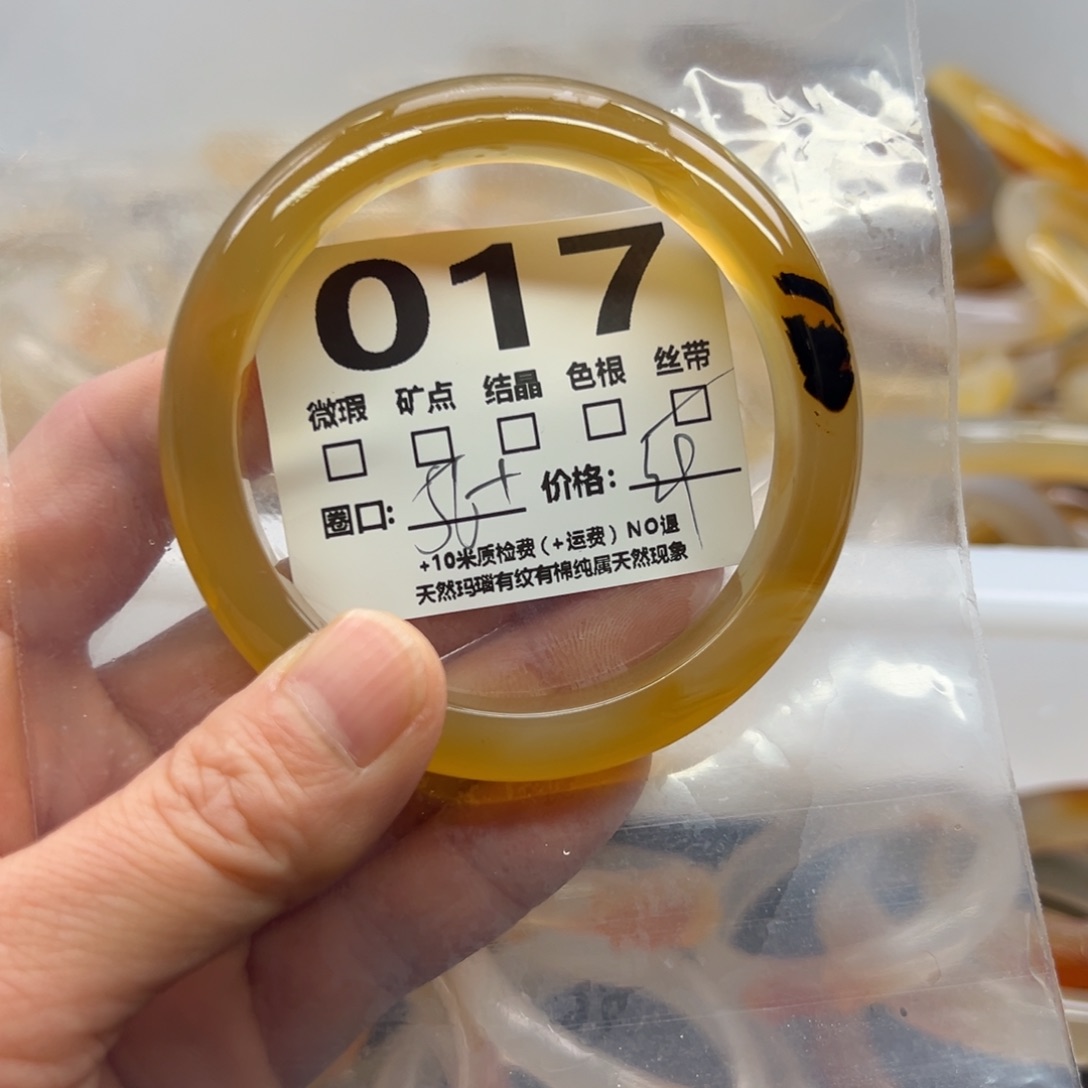 017
微瑕 矿点 结晶 色根 丝带
圈口: 价格:
+10米质检费(+运费)NO退
天然玛瑙有纹有棉纯属天然现象